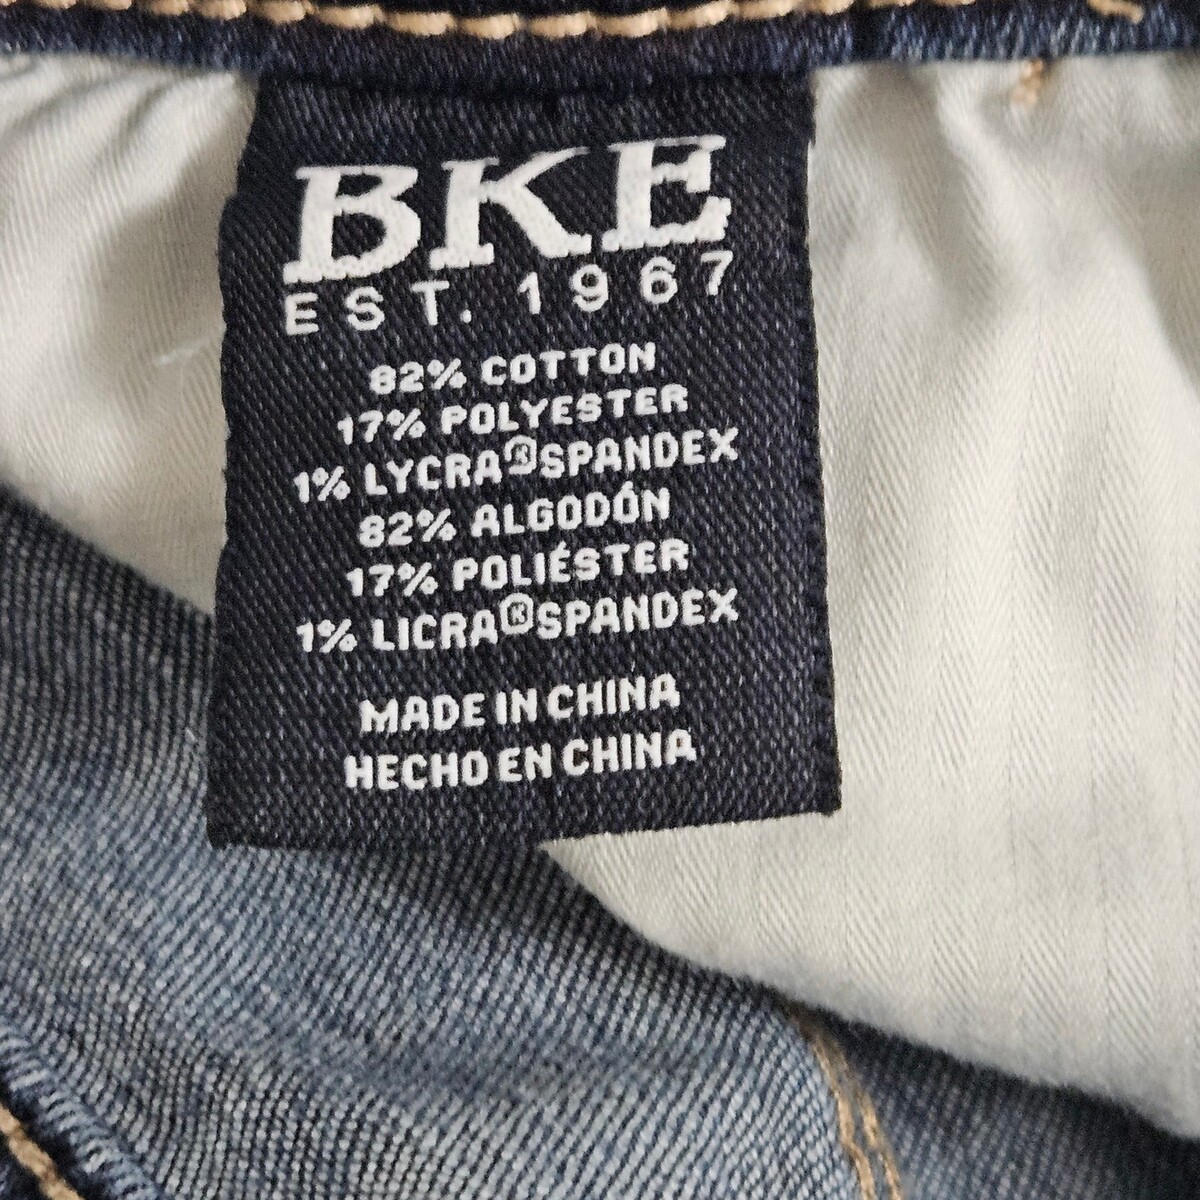 BKE
EST. 1967
82% COTTON
17% POLYESTER
1% LYCRA®SPANDEX
82% ALGODÓN
17% POLIÉSTER
1% LICRA®SPANDEX
MADE IN CHINA
HECHO EN CHINA